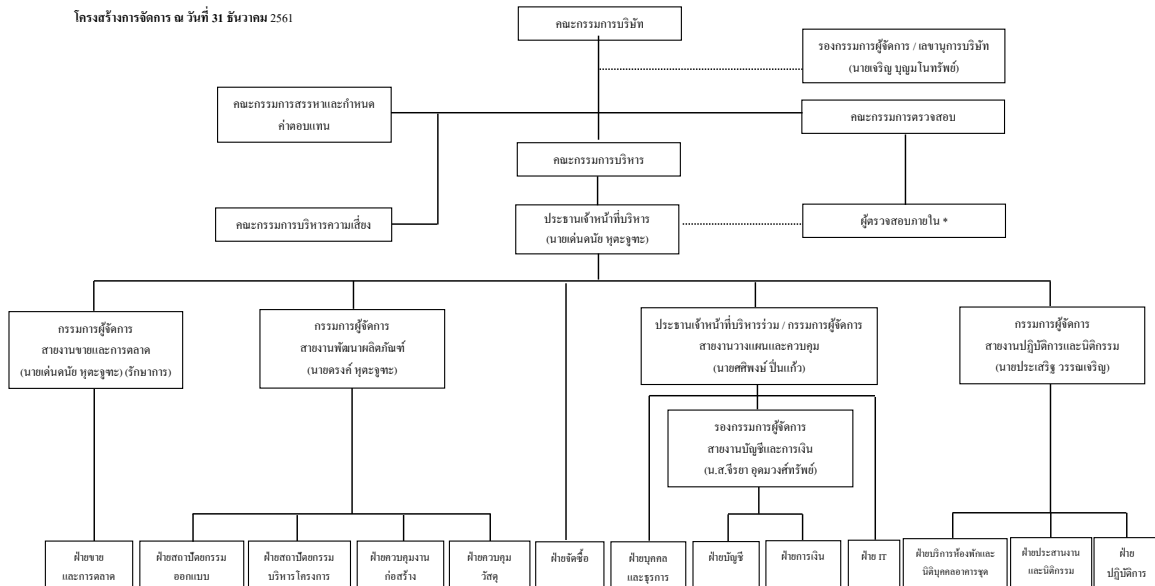 โครงสร้างการจัดการ ณ วันที่ 31 ธันวาคม 2561
คณะกรรมการบริษัท
รองกรรมการผู้จัดการ / เลขานุการบริษัท
(นายเจริญ บุญมโนทรัพย์)
คณะกรรมการสรรหาและกำหนด
ค่าตอบแทน
คณะกรรมการตรวจสอบ
คณะกรรมการบริหาร
คณะกรรมการบริหารความเสี่ยง
ประธานเจ้าหน้าที่บริหาร
(นายเด่นดนัย หุตะจูฑะ)
ผู้ตรวจสอบภายใน *
กรรมการผู้จัดการ
สายงานขายและการตลาด
(นายเด่นดนัย หุตะจูฑะ) (รักษาการ)
กรรมการผู้จัดการ
สายงานพัฒนาผลิตภัณฑ์
(นายดรงค์ หุตะจูฑะ)
ประธานเจ้าหน้าที่บริหารร่วม / กรรมการผู้จัดการ
สายงานวางแผนและควบคุม
(นายศศิพงษ์ ปิ่นแก้ว)
กรรมการผู้จัดการ
สายงานปฏิบัติการและนิติกรรม
(นายประเสริฐ วรรณเจริญ)
รองกรรมการผู้จัดการ
สายงานบัญชีและการเงิน
(น.ส.จีรยา อุดมวงศ์ทรัพย์)
ฝ่ายขาย
และการตลาด
ฝ่ายสถาปัตยกรรม
ออกแบบ
ฝ่ายสถาปัตยกรรม
บริหารโครงการ
ฝ่ายควบคุมงาน
ก่อสร้าง
ฝ่ายควบคุม
วัสดุ
ฝ่ายจัดซื้อ
ฝ่ายบุคคล
และธุรการ
ฝ่ายบัญชี
ฝ่ายการเงิน
ฝ่าย IT
ฝ่ายบริการห้องพักและ
นิติบุคคลอาคารชุด
ฝ่ายประสานงาน
และนิติกรรม
ฝ่าย
ปฏิบัติการ